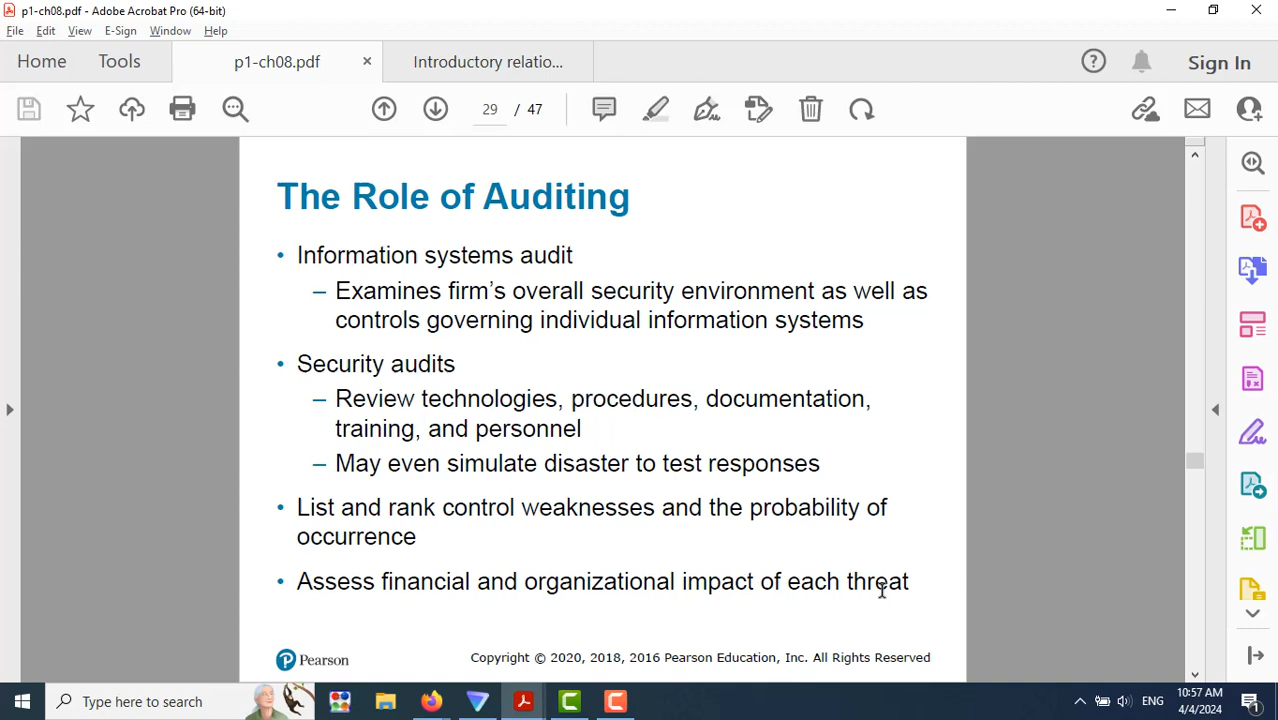 p1-ch08.pdf - Adobe Acrobat Pro (64-bit)
File Edit View E-Sign Window Help
Home Tools p1-ch08.pdf × Introductory relatio... Sign In
29 / 47
The Role of Auditing
• Information systems audit
– Examines firm's overall security environment as well as
controls governing individual information systems
• Security audits
– Review technologies, procedures, documentation,
training, and personnel
– May even simulate disaster to test responses
• List and rank control weaknesses and the probability of
occurrence
• Assess financial and organizational impact of each threat
Pearson Copyright © 2020, 2018, 2016 Pearson Education, Inc. All Rights Reserved
Type here to search
ENG
10:57 AM
4/4/2024
1